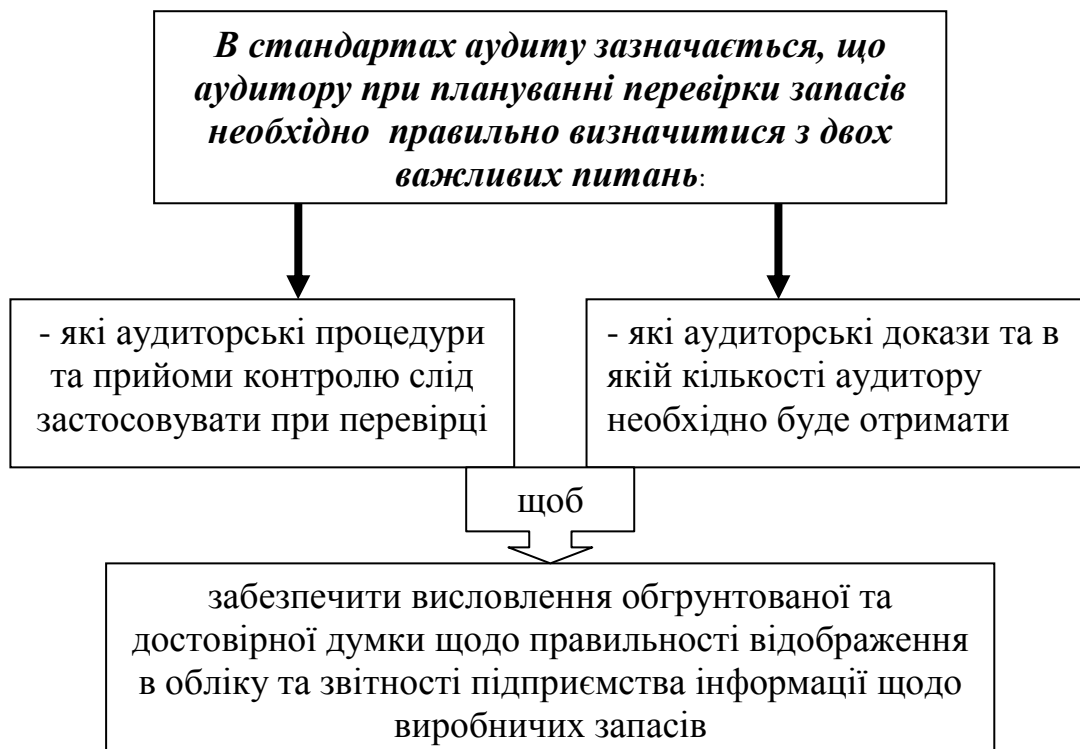 В стандартах аудиту зазначається, що
аудитору при плануванні перевірки запасів
необхідно правильно визначитися з двох
важливих питань:
- які аудиторські процедури
та прийоми контролю слід
застосовувати при перевірці
- які аудиторські докази та в
якій кількості аудитору
необхідно буде отримати
щоб
забезпечити висловлення обгрунтованої та
достовірної думки щодо правильності відображення
в обліку та звітності підприємства інформації щодо
виробничих запасів